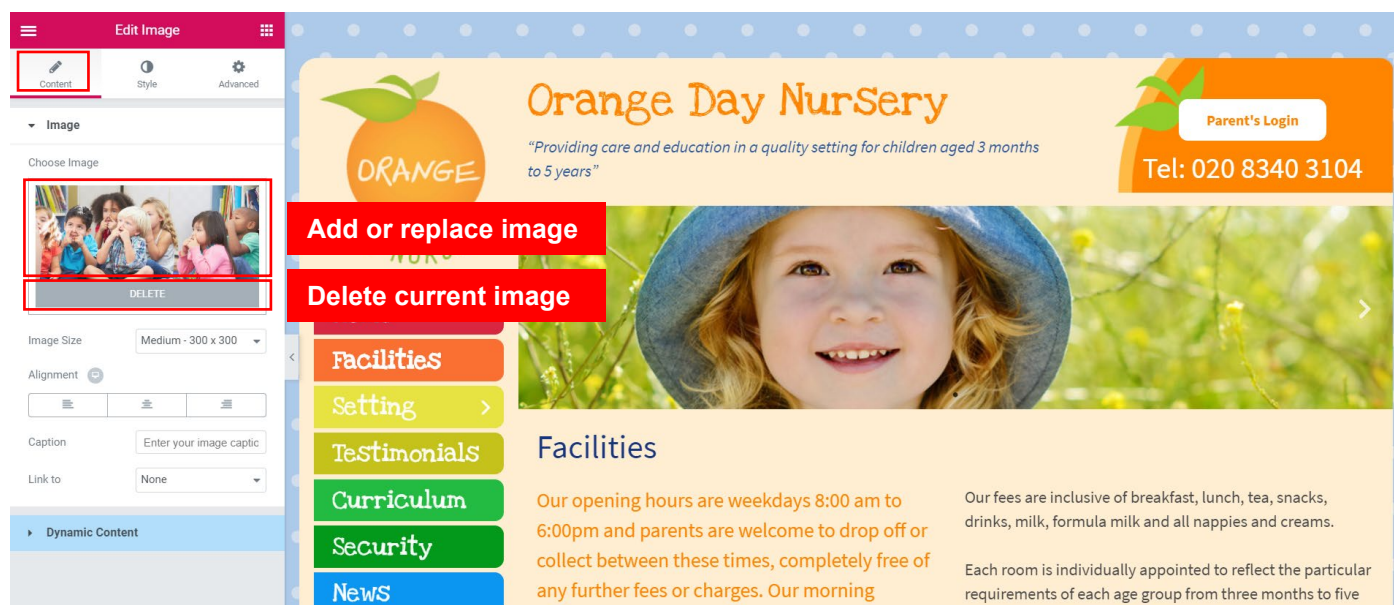 Edit Image
Content
Style
Advanced
Image
Choose Image
DELETE
Image Size
Medium - 300 x 300
Alignment
Caption
Enter your image captic
Link to
None
Dynamic Content
Add or replace image
Delete current image
ORANGE
Orange Day Nursery
“Providing care and education in a quality setting for children aged 3 months
to 5 years”
Parent's Login
Tel: 020 8340 3104
Facilities
Setting
Testimonials
Curriculum
Security
News
Facilities
Our opening hours are weekdays 8:00 am to
6:00pm and parents are welcome to drop off or
collect between these times, completely free of
any further fees or charges. Our morning
Our fees are inclusive of breakfast, lunch, tea, snacks,
drinks, milk, formula milk and all nappies and creams.
Each room is individually appointed to reflect the particular
requirements of each age group from three months to five